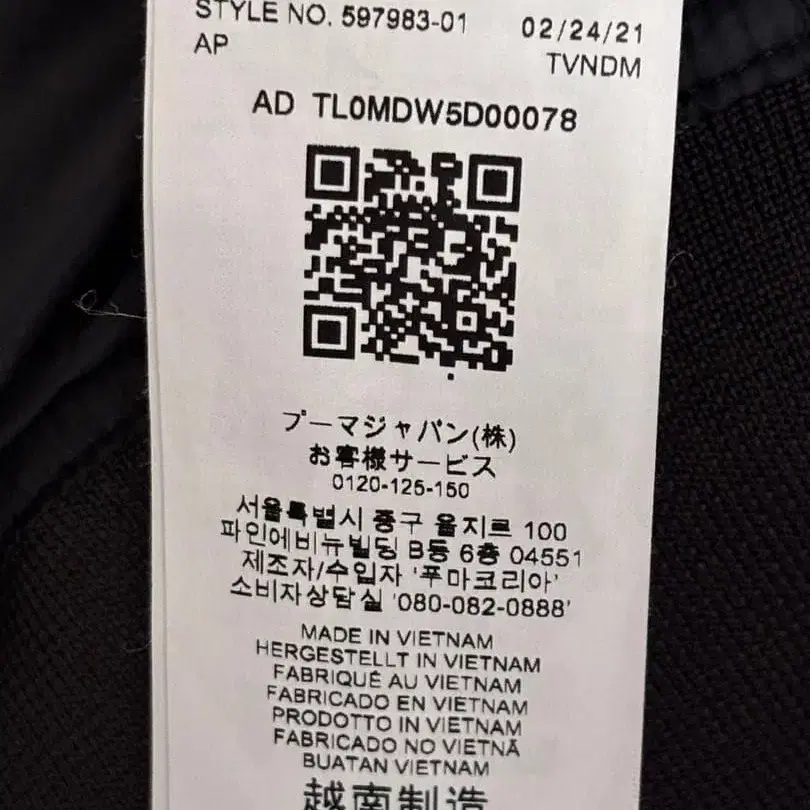 STYLE NO. 597983-01 02/24/21
AP TVNDM
AD TL0MDW5D00078
プーマジャパン(株)
お客様サービス
0120-125-150
서울특별시 중구 을지로 100
파인에비뉴빌딩 B동 6층 04551
제조자/수입자 '푸마코리아'
소비자상담실 '080-082-0888'
MADE IN VIETNAM
HERGESTELLT IN VIETNAM
FABRIQUÉ AU VIETNAM
FABRICADO EN VIETNAM
PRODOTTO IN VIETNAM
FABRICADO NO VIETNÃ
BUATAN VIETNAM
越南制造